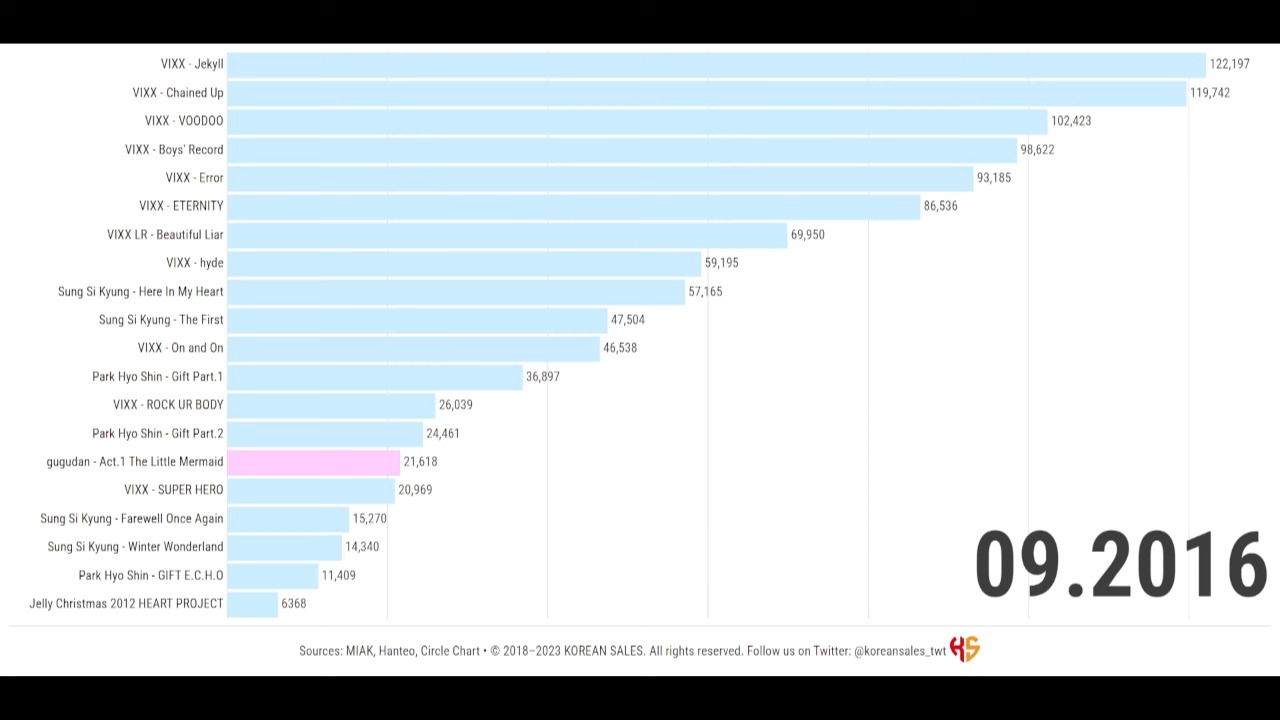 VIXX - Jekyll 122,197
VIXX - Chained Up 119,742
VIXX - VOODOO 102,423
VIXX - Boys' Record 98,622
VIXX - Error 93,185
VIXX - ETERNITY 86,536
VIXX LR - Beautiful Liar 69,950
VIXX - hyde 59,195
Sung Si Kyung - Here In My Heart 57,165
Sung Si Kyung - The First 47,504
VIXX - On and On 46,538
Park Hyo Shin - Gift Part.1 36,897
VIXX - ROCK UR BODY 26,039
Park Hyo Shin - Gift Part.2 24,461
gugudan - Act.1 The Little Mermaid 21,618
VIXX - SUPER HERO 20,969
Sung Si Kyung - Farewell Once Again 15,270
Sung Si Kyung - Winter Wonderland 14,340
Park Hyo Shin - GIFT E.C.H.O 11,409
Jelly Christmas 2012 HEART PROJECT 6368
09.2016
Sources: MIAK, Hanteo, Circle Chart • © 2018–2023 KOREAN SALES. All rights reserved. Follow us on Twitter: @koreansales_twt KS